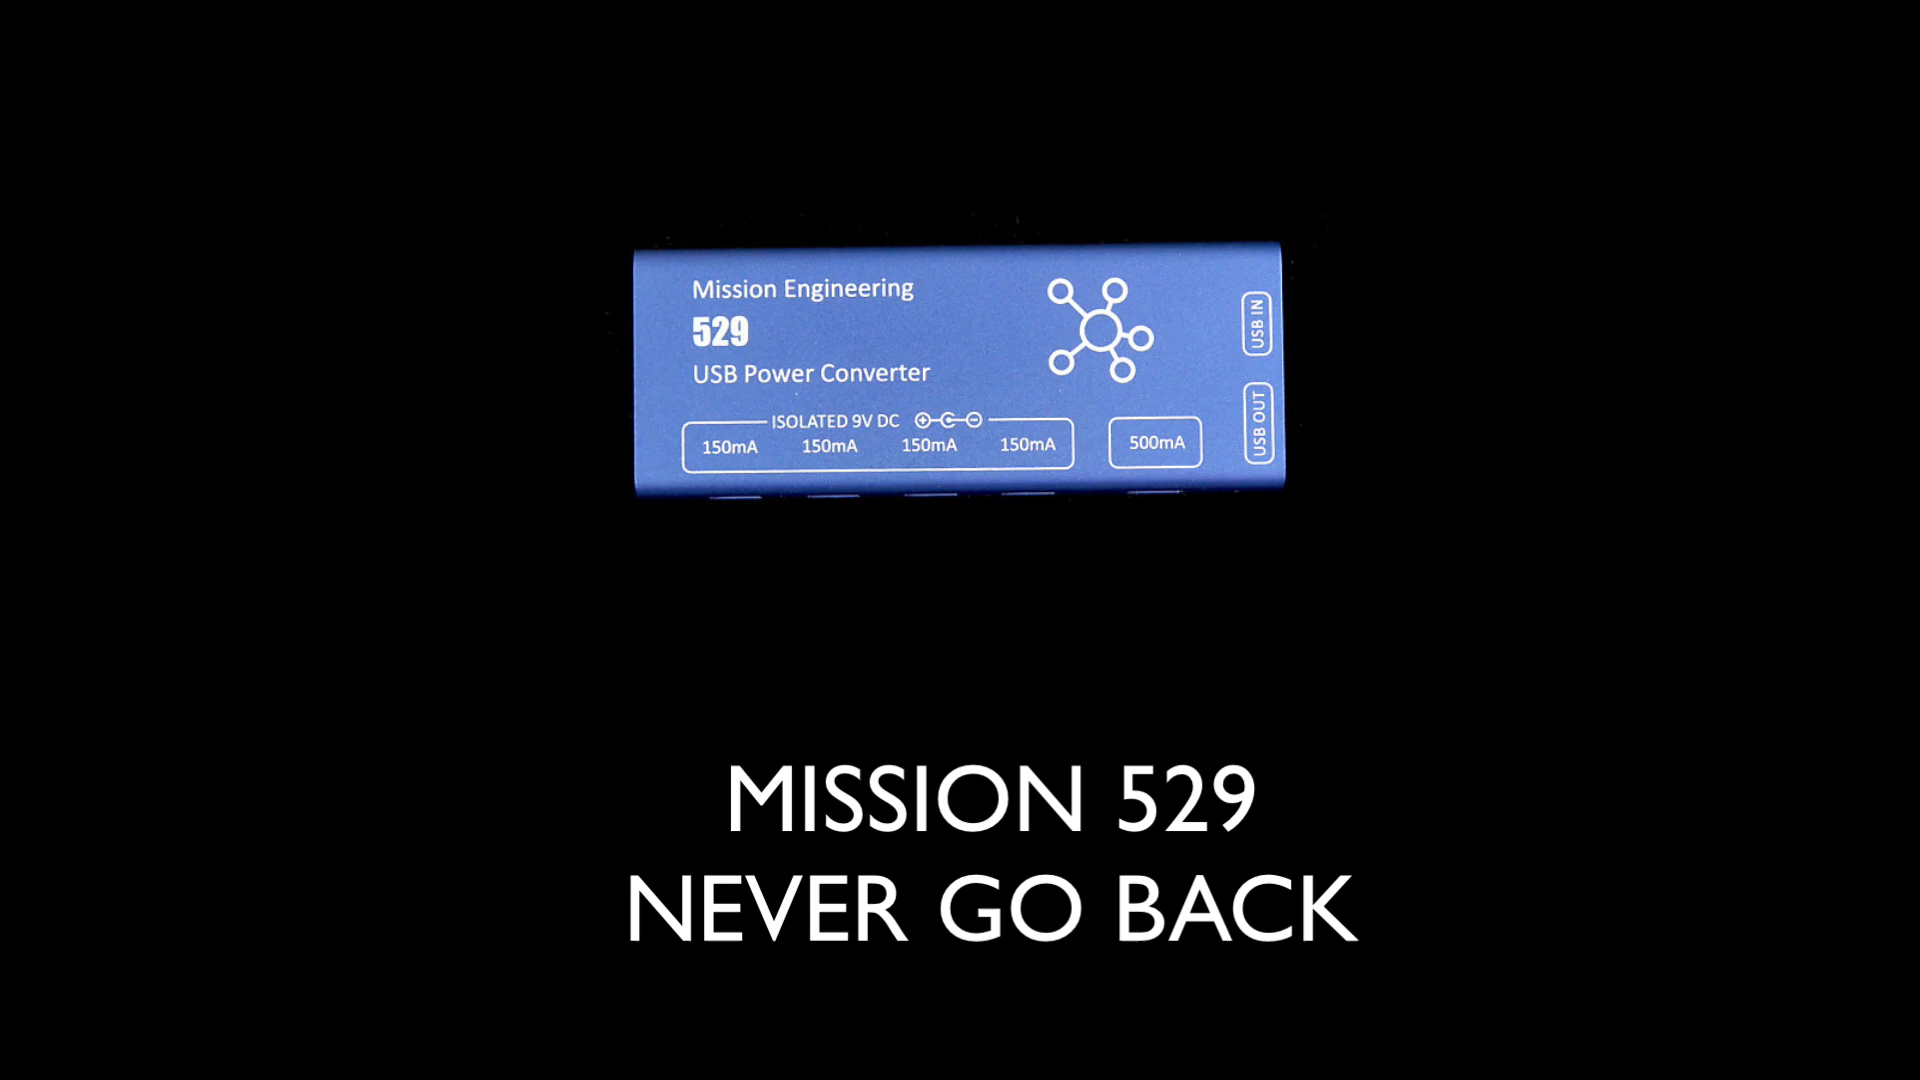 Mission Engineering
529
USB Power Converter
ISOLATED 9V DC
150mA 150mA 150mA 150mA
500mA
USB IN
USB OUT
MISSION 529
NEVER GO BACK